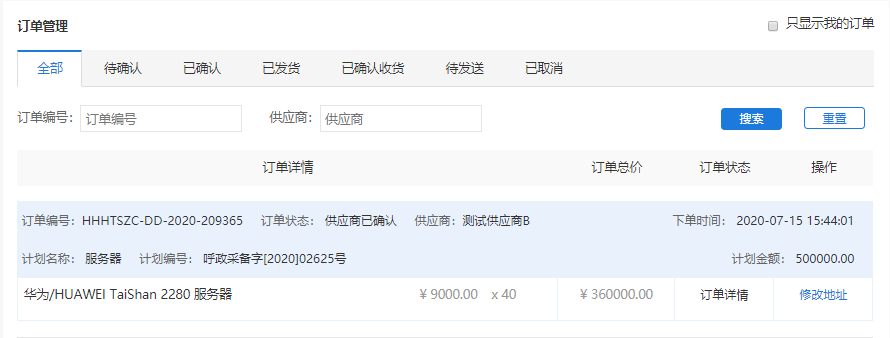 订单管理 只显示我的订单
全部 待确认 已确认 已发货 已确认收货 待发送 已取消
订单编号: 订单编号 供应商: 供应商 搜索 重置
订单详情 订单总价 订单状态 操作
订单编号: HHHTSZC-DD-2020-209365 订单状态: 供应商已确认 供应商: 测试供应商B 下单时间: 2020-07-15 15:44:01
计划名称: 服务器 计划编号: 呼政采备字[2020]02625号 计划金额: 500000.00
华为/HUAWEI TaiShan 2280 服务器 ¥ 9000.00 x 40 ¥ 360000.00 订单详情 修改地址